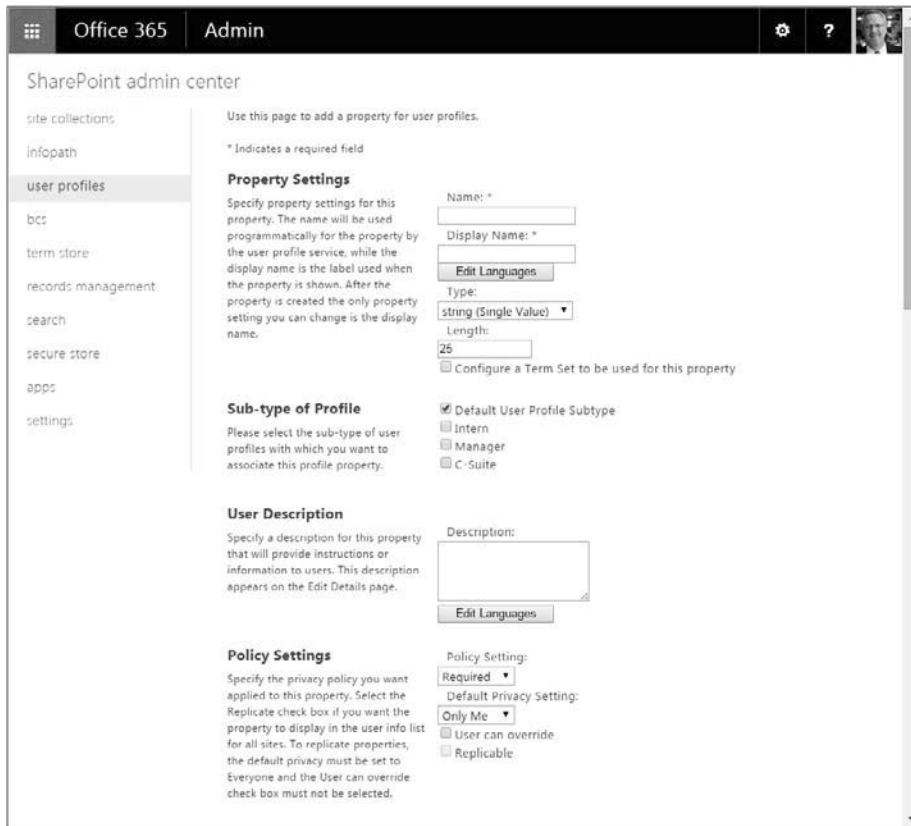 Office 365
Admin
?
SharePoint admin center
site collections
infopath
user profiles
bcs
term store
records management
search
secure store
apps
settings
Use this page to add a property for user profiles.
* Indicates a required field
Property Settings
Specify property settings for this
property. The name will be used
programmatically for the property by
the user profile service, while the
display name is the label used when
the property is shown. After the
property is created the only property
setting you can change is the display
name.
Name: *
Display Name: *
Edit Languages
Type:
string (Single Value)
Length:
25
Configure a Term Set to be used for this property
Sub-type of Profile
Please select the sub-type of user
profiles with which you want to
associate this profile property.
Default User Profile Subtype
Intern
Manager
C-Suite
User Description
Specify a description for this property
that will provide instructions or
information to users. This description
appears on the Edit Details page.
Description:
Edit Languages
Policy Settings
Specify the privacy policy you want
applied to this property. Select the
Replicate check box if you want the
property to display in the user info list
for all sites. To replicate properties,
the default privacy must be set to
Everyone and the User can override
check box must not be selected.
Policy Setting:
Required
Default Privacy Setting:
Only Me
User can override
Replicable